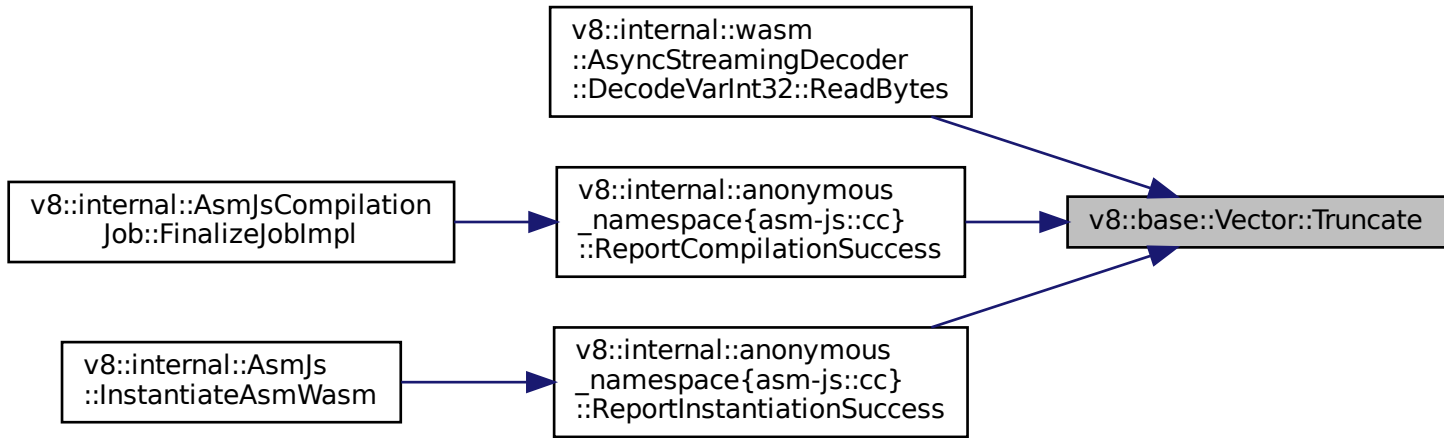 v8::internal::wasm
::AsyncStreamingDecoder
::DecodeVarInt32::ReadBytes
v8::internal::AsmJsCompilation
Job::FinalizeJobImpl
v8::internal::anonymous
_namespace{asm-js::cc}
::ReportCompilationSuccess
v8::base::Vector::Truncate
v8::internal::AsmJs
::InstantiateAsmWasm
v8::internal::anonymous
_namespace{asm-js::cc}
::ReportInstantiationSuccess